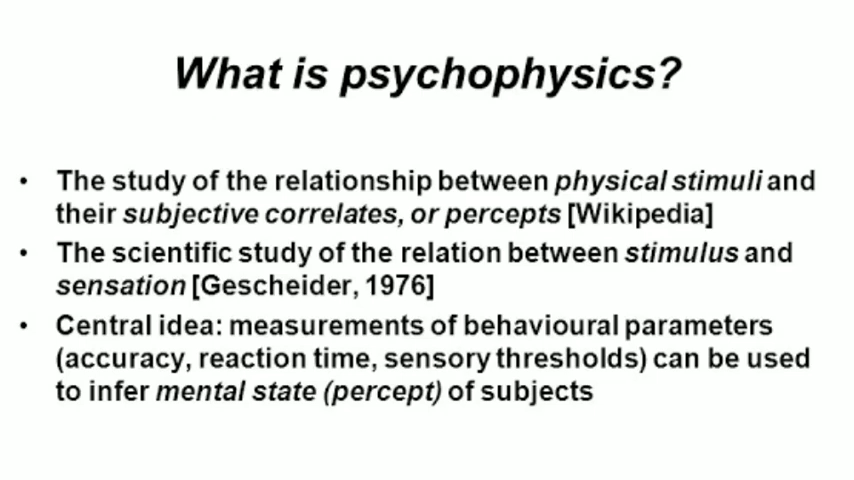 What is psychophysics?
• The study of the relationship between physical stimuli and
their subjective correlates, or percepts [Wikipedia]
• The scientific study of the relation between stimulus and
sensation [Gescheider, 1976]
• Central idea: measurements of behavioural parameters
(accuracy, reaction time, sensory thresholds) can be used
to infer mental state (percept) of subjects